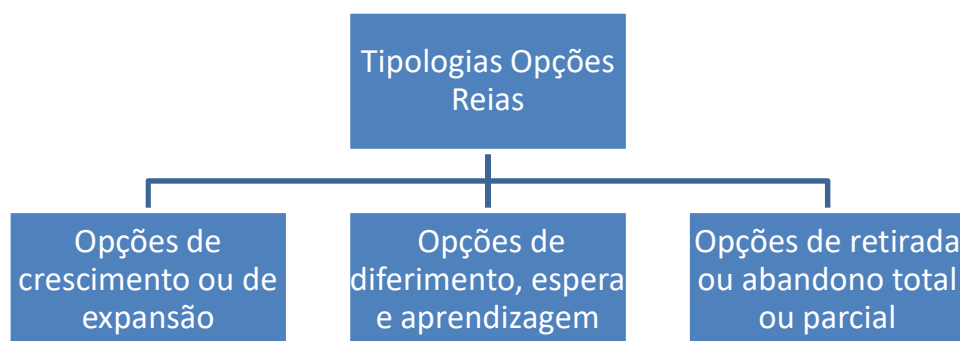 Tipologias Opções
Reias
Opções de
crescimento ou de
expansão
Opções de
diferimento, espera
e aprendizagem
Opções de retirada
ou abandono total
ou parcial